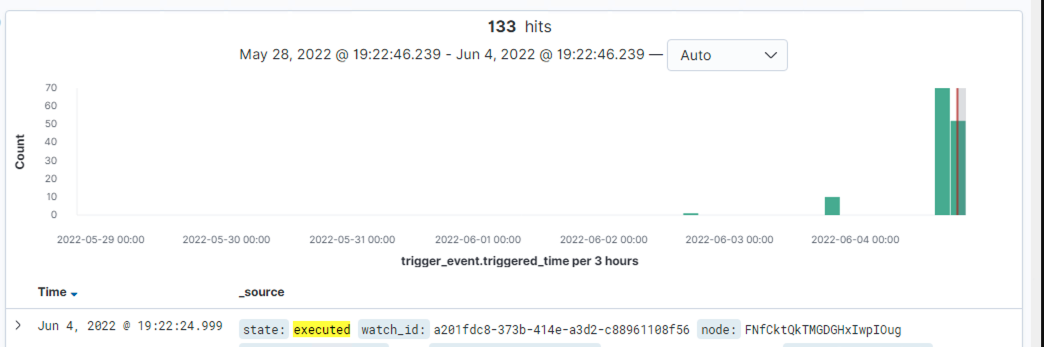 133 hits
May 28, 2022 @ 19:22:46.239 - Jun 4, 2022 @ 19:22:46.239 — Auto
Count
70
60
50
40
30
20
10
0
2022-05-29 00:00 2022-05-30 00:00 2022-05-31 00:00 2022-06-01 00:00 2022-06-02 00:00 2022-06-03 00:00 2022-06-04 00:00
trigger_event.triggered_time per 3 hours
Time _source
Jun 4, 2022 @ 19:22:24.999 state: executed watch_id: a201fdc8-373b-414e-a3d2-c88961108f56 node: FNfCktQkTMGDGHxIwpIOug